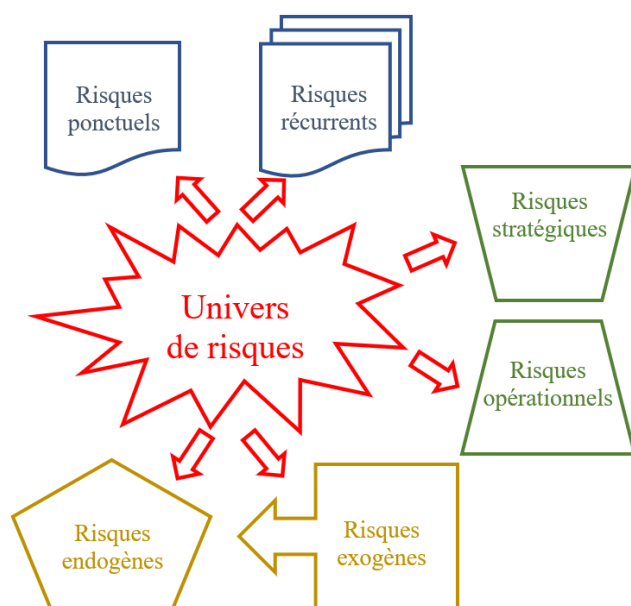 Risques
ponctuels
Risques
récurrents
Risques
stratégiques
Univers
de risques
Risques
opérationnels
Risques
endogènes
Risques
exogènes